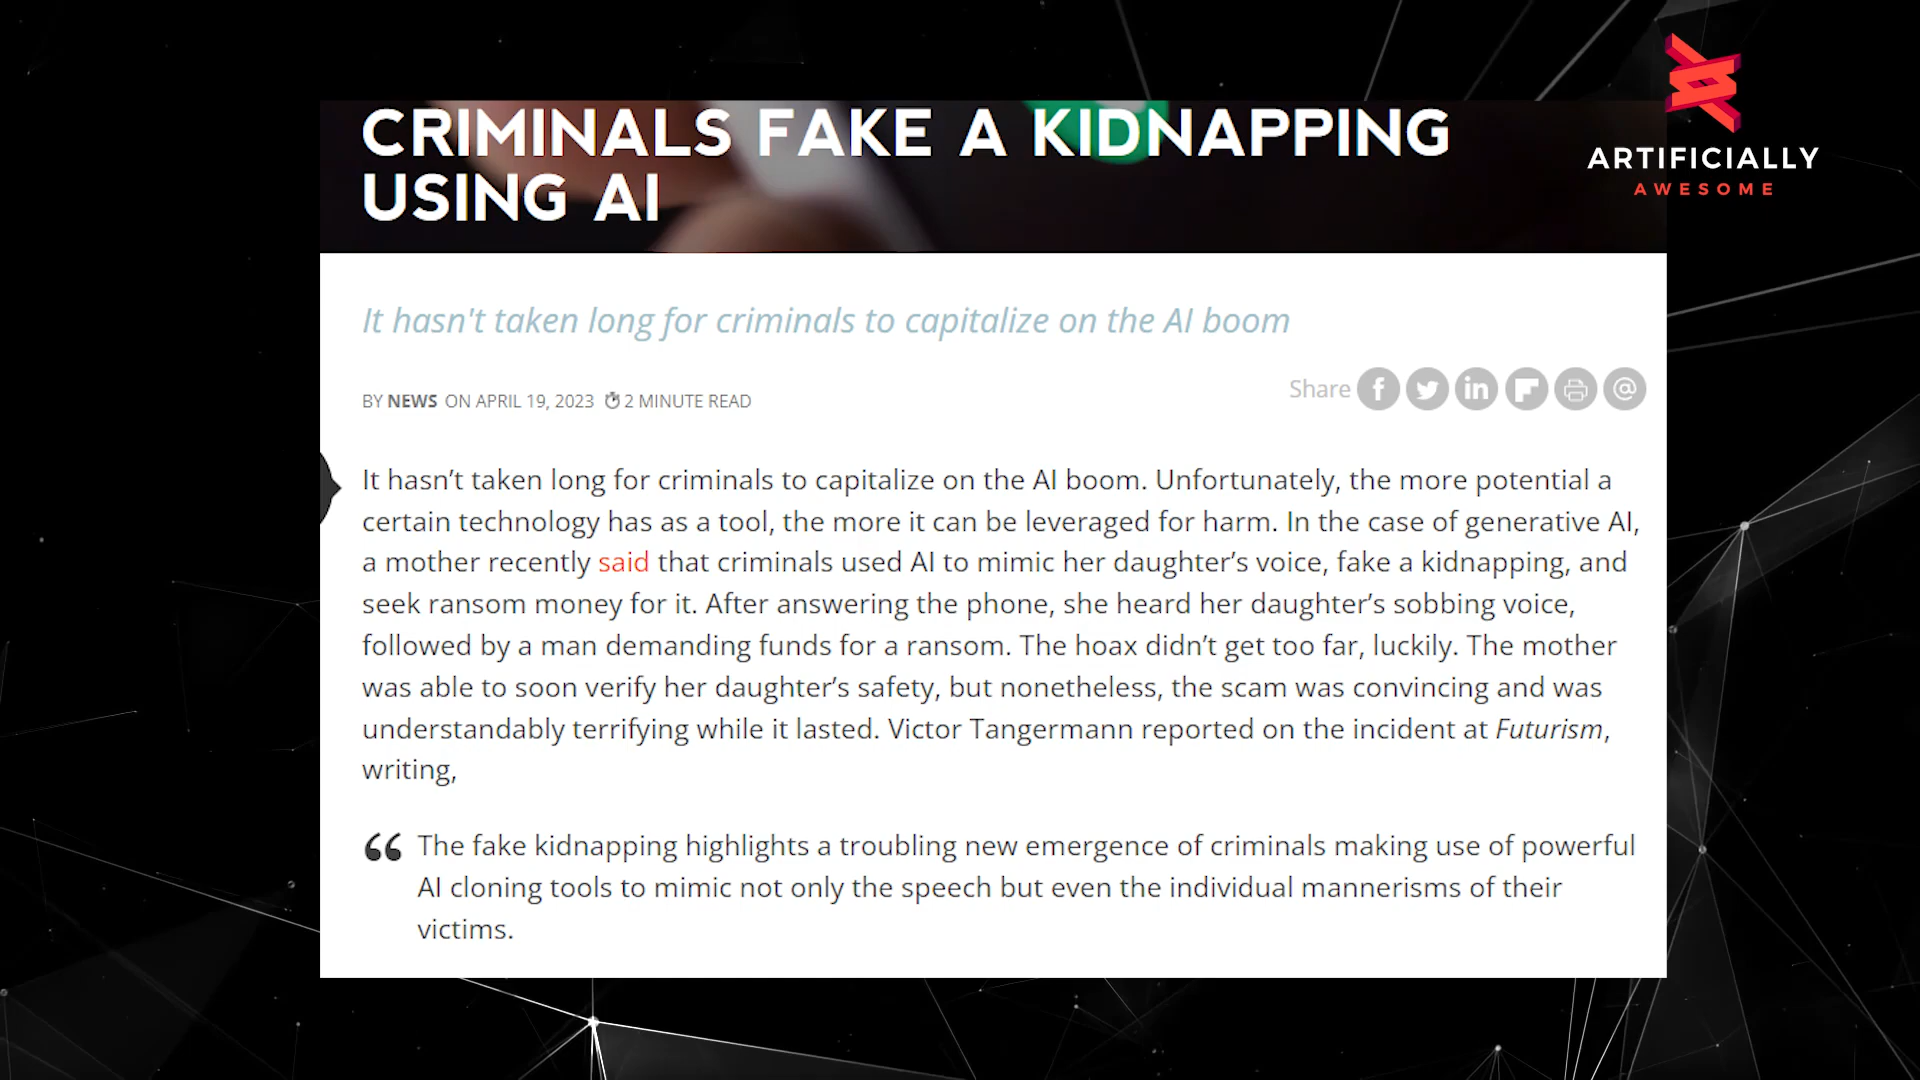 CRIMINALS FAKE A KIDNAPPING
USING AI
ARTIFICIALLY
AWESOME
It hasn't taken long for criminals to capitalize on the AI boom
BY NEWS ON APRIL 19, 2023 2 MINUTE READ
Share
It hasn’t taken long for criminals to capitalize on the AI boom. Unfortunately, the more potential a
certain technology has as a tool, the more it can be leveraged for harm. In the case of generative AI,
a mother recently said that criminals used AI to mimic her daughter’s voice, fake a kidnapping, and
seek ransom money for it. After answering the phone, she heard her daughter’s sobbing voice,
followed by a man demanding funds for a ransom. The hoax didn’t get too far, luckily. The mother
was able to soon verify her daughter’s safety, but nonetheless, the scam was convincing and was
understandably terrifying while it lasted. Victor Tangermann reported on the incident at Futurism,
writing,
“ The fake kidnapping highlights a troubling new emergence of criminals making use of powerful
AI cloning tools to mimic not only the speech but even the individual mannerisms of their
victims.